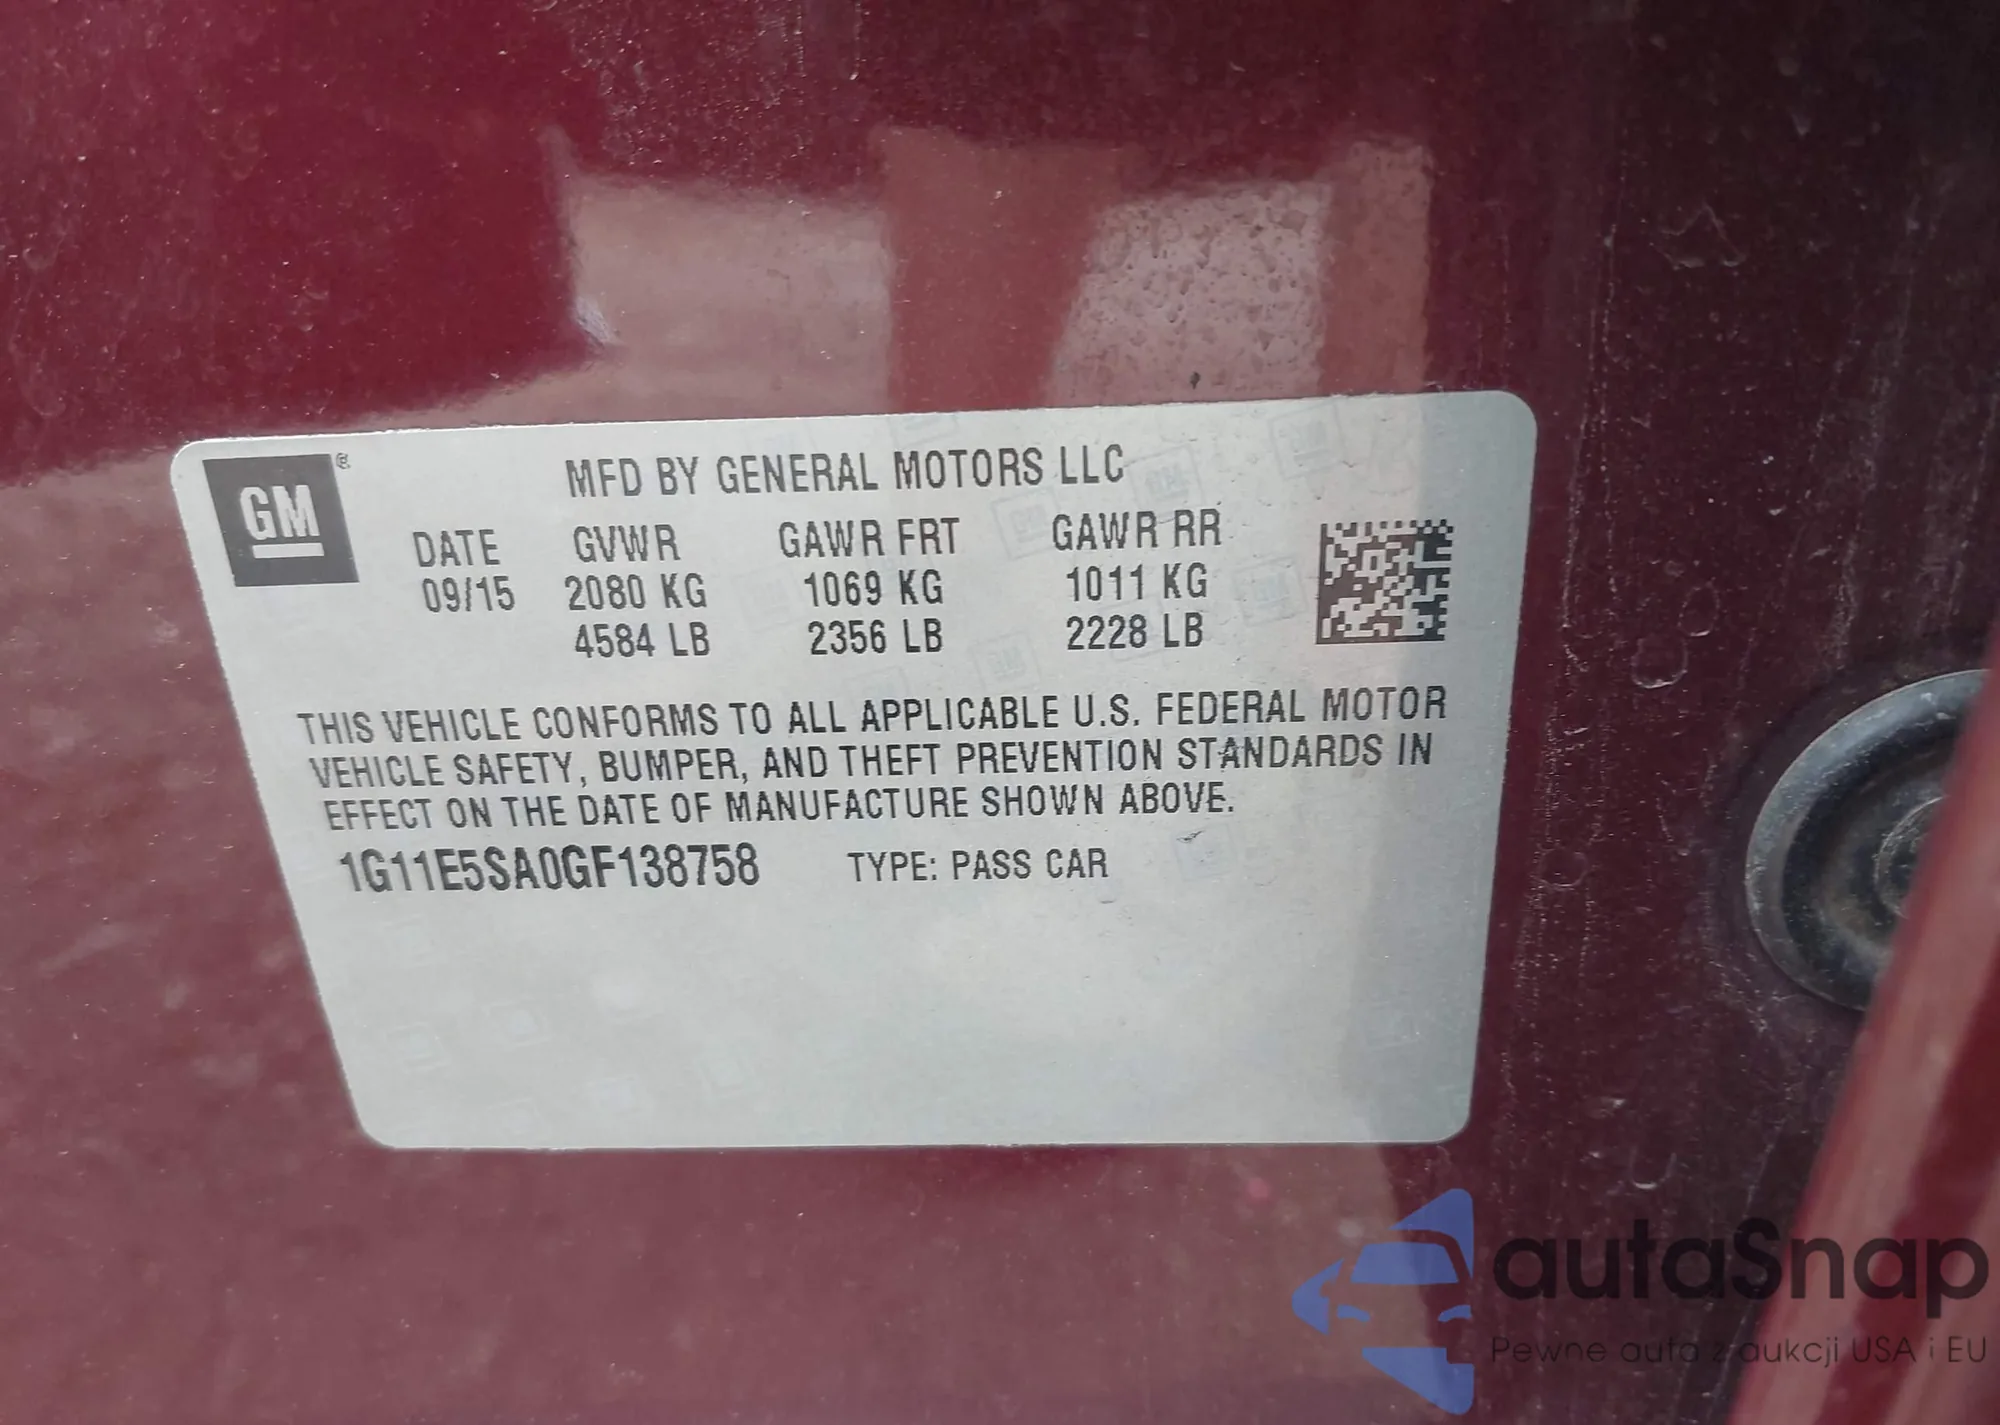 GM ®
MFD BY GENERAL MOTORS LLC
DATE GVWR GAWR FRT GAWR RR
09/15 2080 KG 1069 KG 1011 KG
4584 LB 2356 LB 2228 LB
THIS VEHICLE CONFORMS TO ALL APPLICABLE U.S. FEDERAL MOTOR
VEHICLE SAFETY, BUMPER, AND THEFT PREVENTION STANDARDS IN
EFFECT ON THE DATE OF MANUFACTURE SHOWN ABOVE.
1G11E5SA0GF138758 TYPE: PASS CAR
autaSnap
Pewne auta z aukcji USA i EU